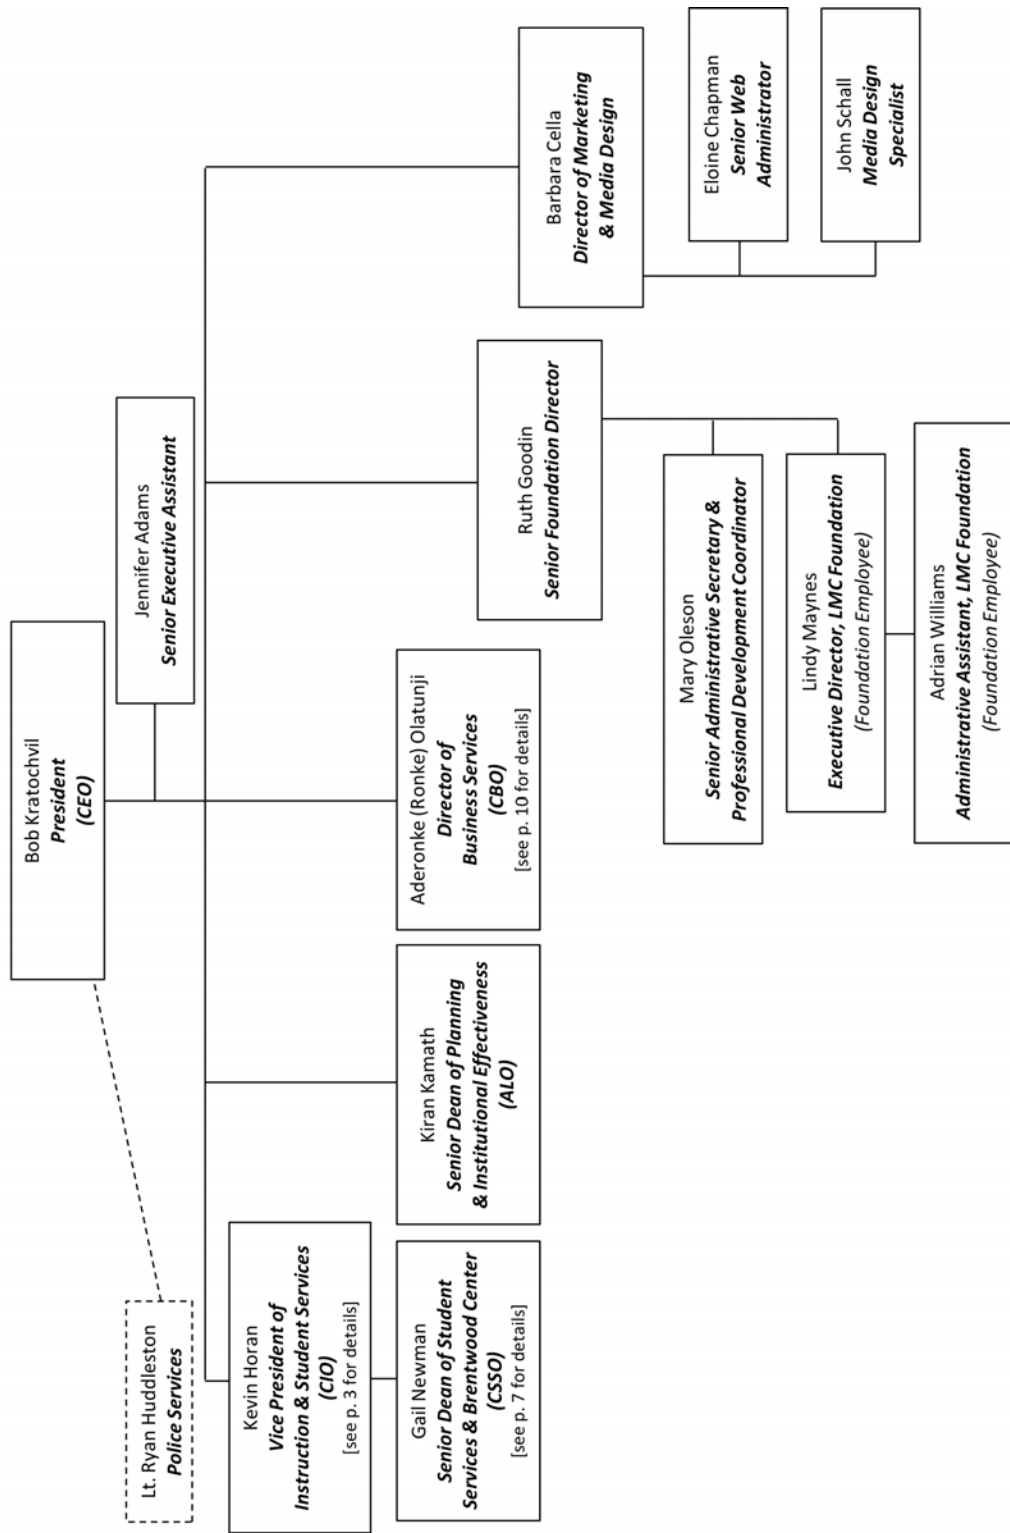 Bob Kratochvil
President
(CEO)
Lt. Ryan Huddleston
Police Services
Jennifer Adams
Senior Executive Assistant
Kevin Horan
Vice President of
Instruction & Student Services
(CIO)
[see p. 3 for details]
Gail Newman
Senior Dean of Student
Services & Brentwood Center
(CSSO)
[see p. 7 for details]
Kiran Kamath
Senior Dean of Planning
& Institutional Effectiveness
(ALO)
Aderonke (Ronke) Olatunji
Director of
Business Services
(CBO)
[see p. 10 for details]
Ruth Goodin
Senior Foundation Director
Mary Oleson
Senior Administrative Secretary &
Professional Development Coordinator
Lindy Maynes
Executive Director, LMC Foundation
(Foundation Employee)
Adrian Williams
Administrative Assistant, LMC Foundation
(Foundation Employee)
Barbara Cella
Director of Marketing
& Media Design
Eloine Chapman
Senior Web
Administrator
John Schall
Media Design
Specialist